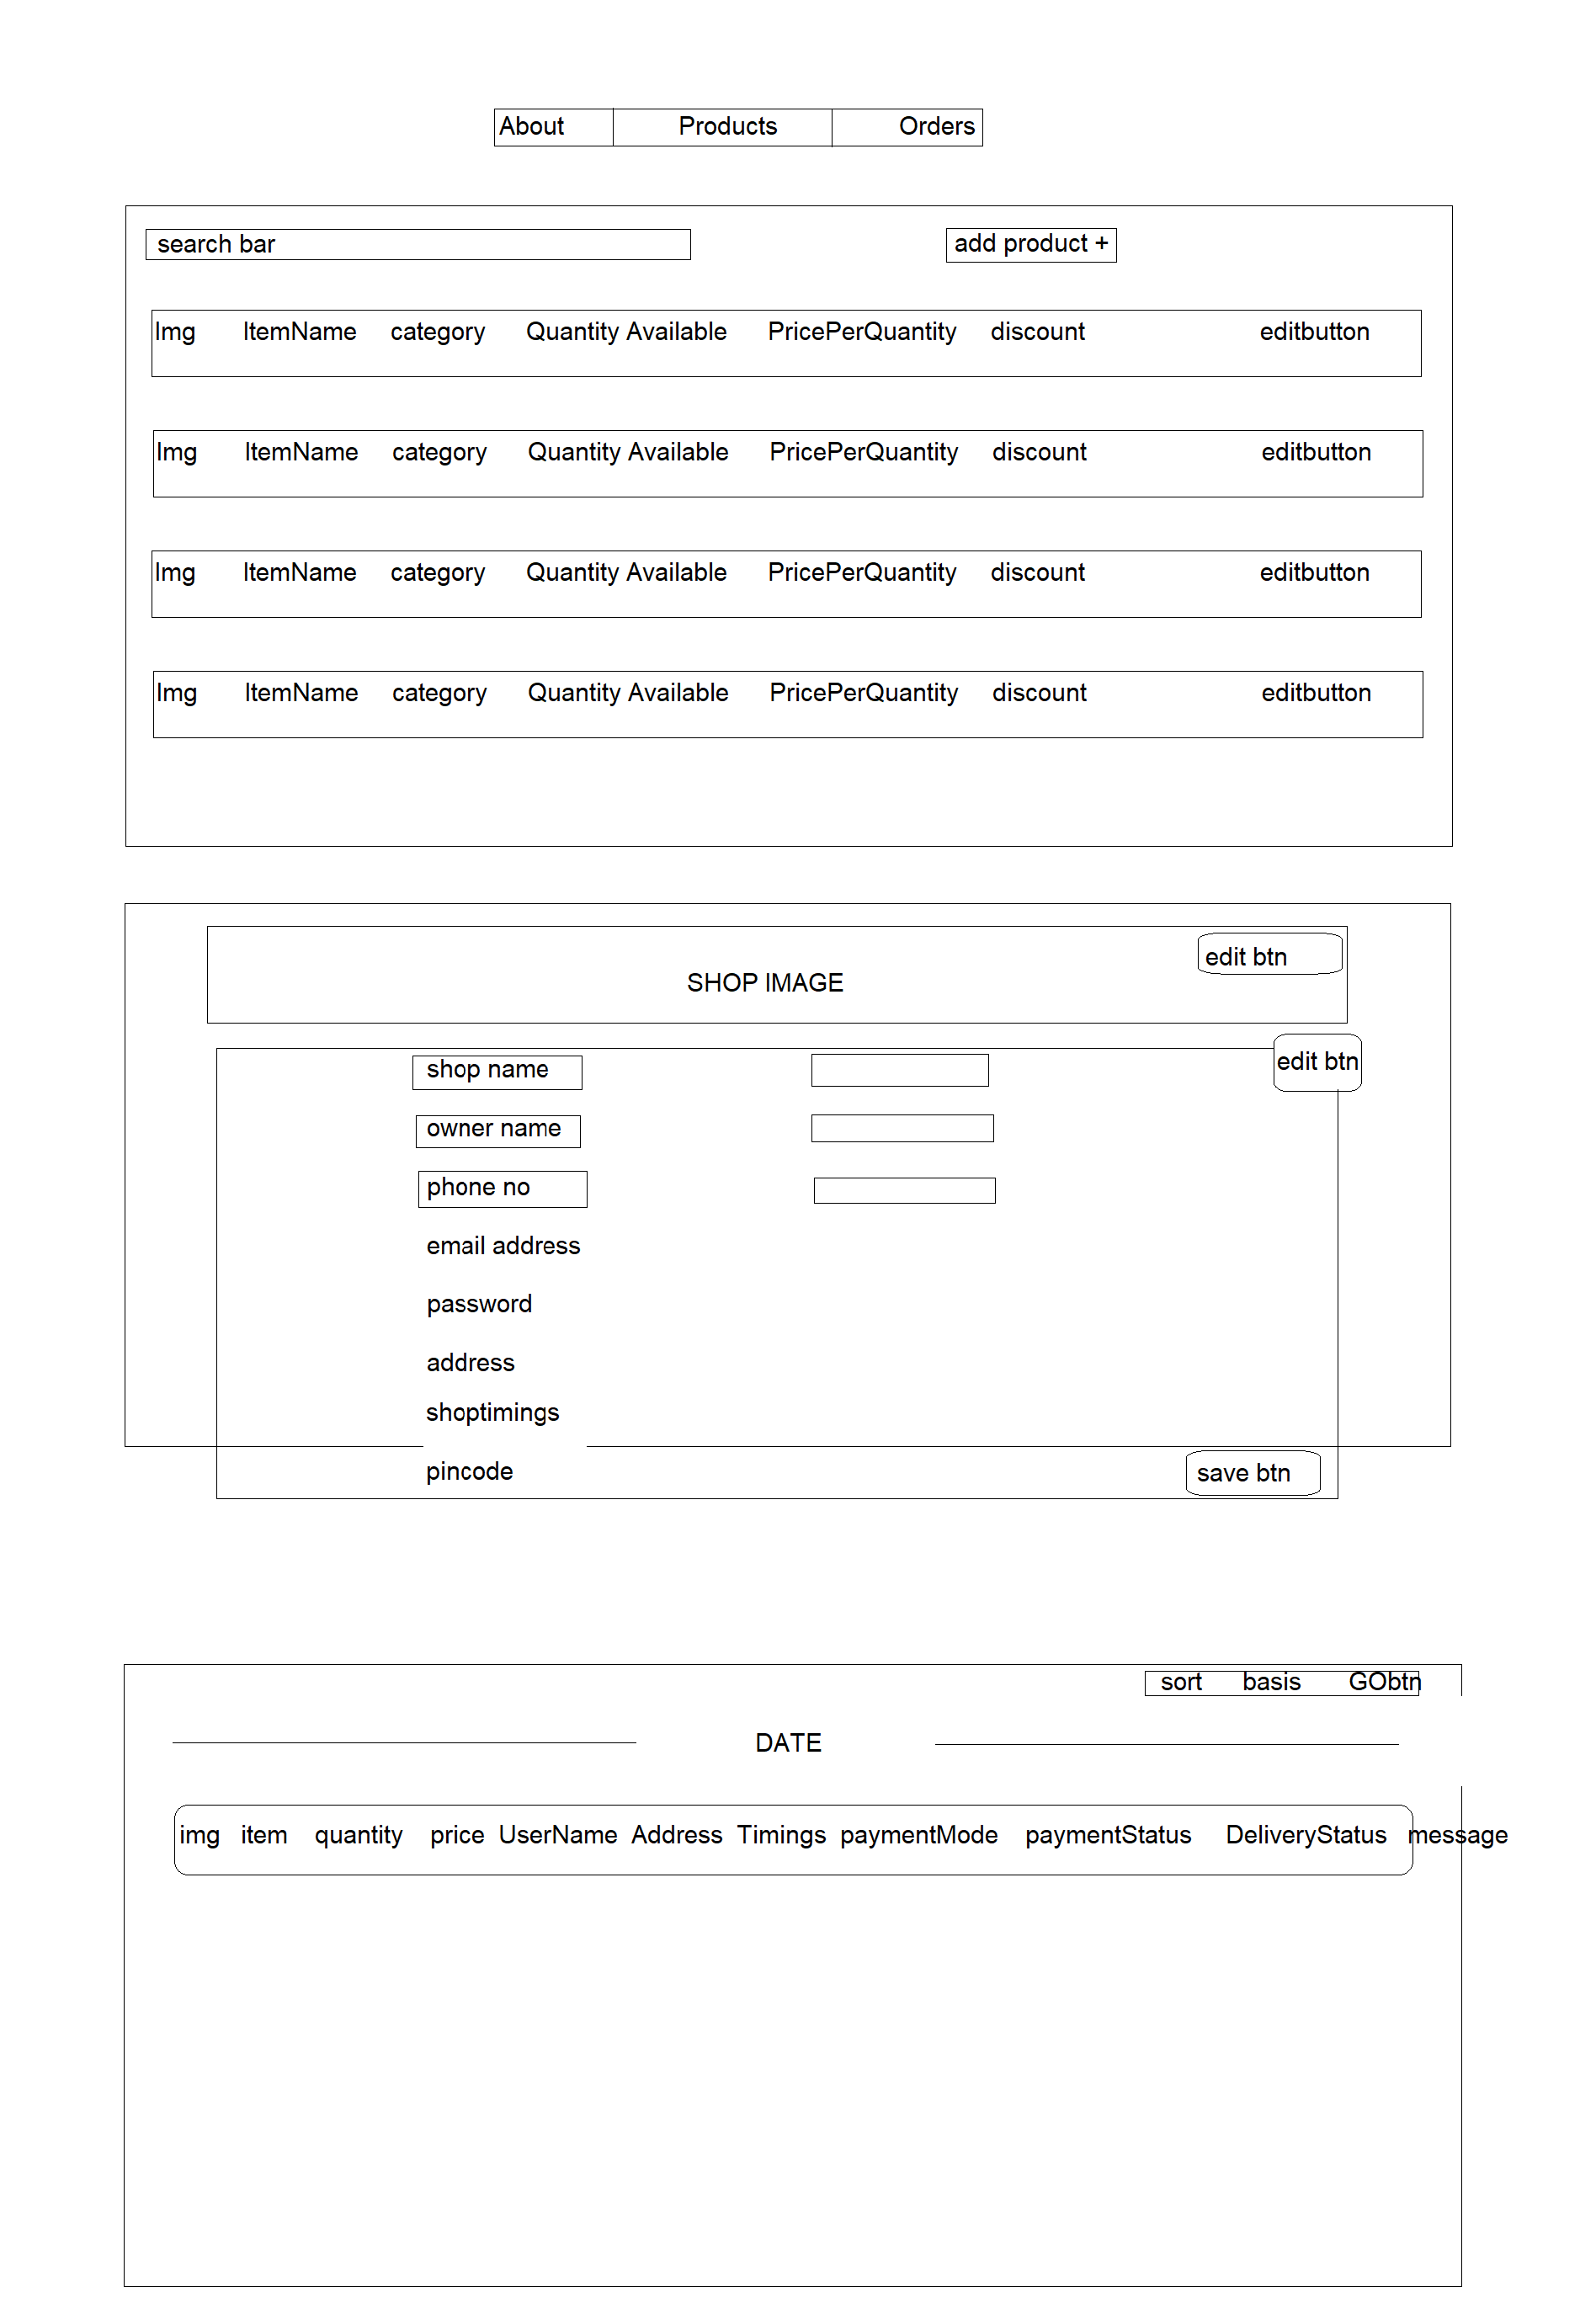 About Products Orders
search bar add product +
Img ItemName category Quantity Available PricePerQuantity discount editbutton
Img ItemName category Quantity Available PricePerQuantity discount editbutton
Img ItemName category Quantity Available PricePerQuantity discount editbutton
Img ItemName category Quantity Available PricePerQuantity discount editbutton
edit btn
SHOP IMAGE
edit btn
shop name
owner name
phone no
email address
password
address
shoptimings
pincode save btn
sort basis GObtn
DATE
img item quantity price UserName Address Timings paymentMode paymentStatus DeliveryStatus message